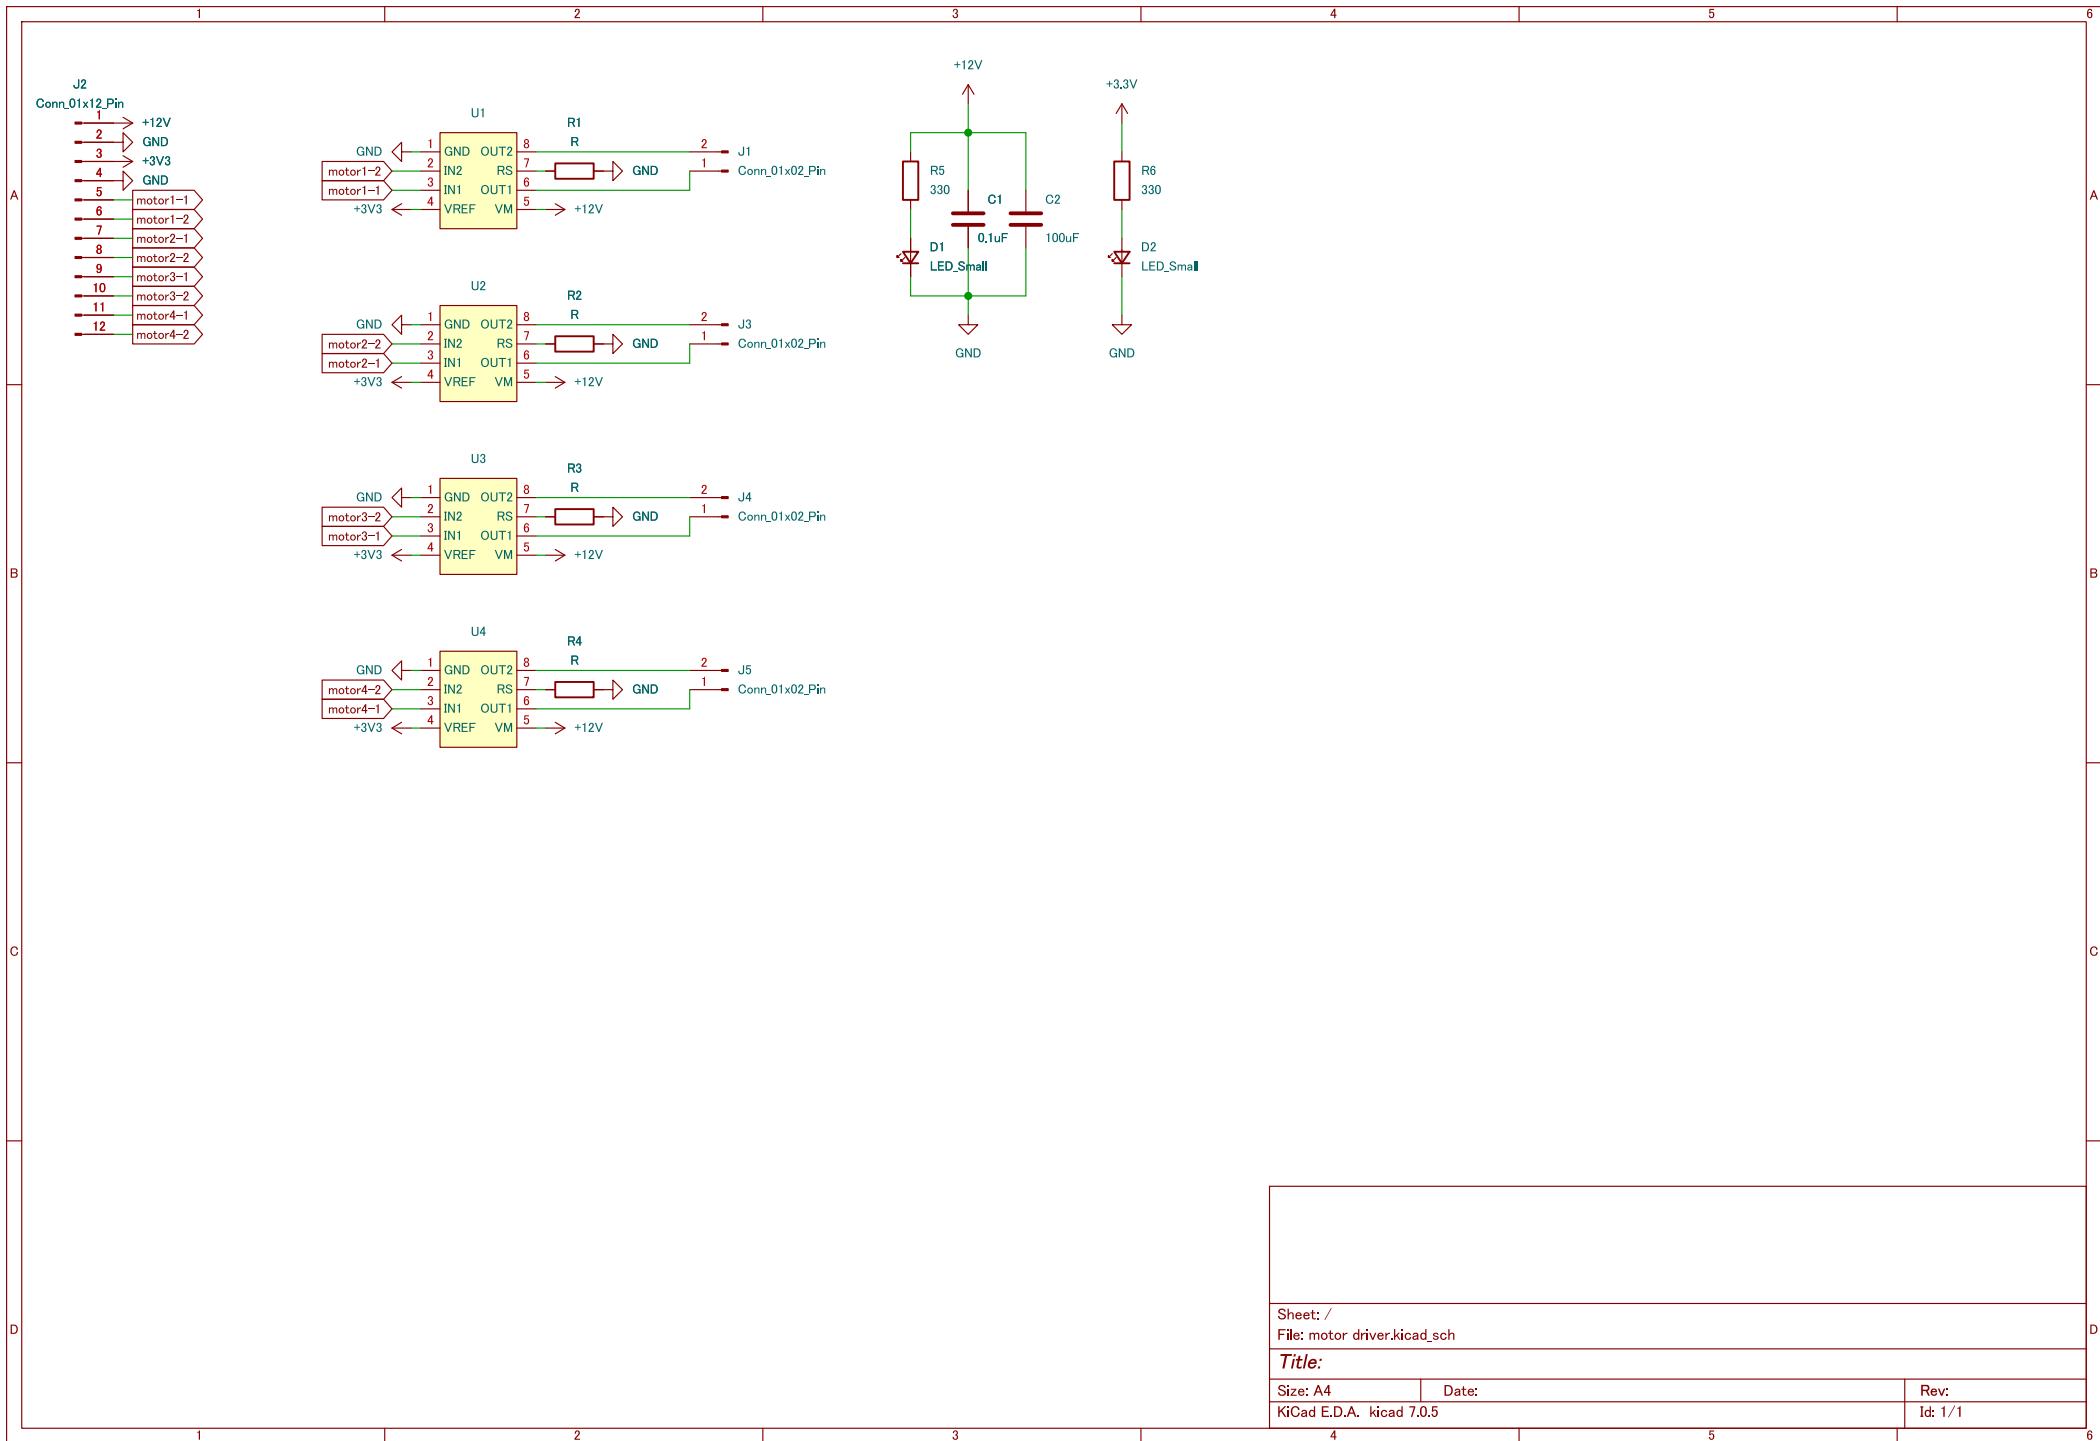 1 2 3 4 5 6
A
B
C
D
J2
Conn_01x12_Pin
1 +12V
2 GND
3 +3V3
4 GND
5 motor1-1
6 motor1-2
7 motor2-1
8 motor2-2
9 motor3-1
10 motor3-2
11 motor4-1
12 motor4-2
U1
R1
R
GND 1 GND OUT2 8 2 J1
motor1-2 2 IN2 RS 7 GND 1 Conn_01x02_Pin
motor1-1 3 IN1 OUT1 6
+3V3 4 VREF VM 5 +12V
U2
R2
R
GND 1 GND OUT2 8 2 J3
motor2-2 2 IN2 RS 7 GND 1 Conn_01x02_Pin
motor2-1 3 IN1 OUT1 6
+3V3 4 VREF VM 5 +12V
U3
R3
R
GND 1 GND OUT2 8 2 J4
motor3-2 2 IN2 RS 7 GND 1 Conn_01x02_Pin
motor3-1 3 IN1 OUT1 6
+3V3 4 VREF VM 5 +12V
U4
R4
R
GND 1 GND OUT2 8 2 J5
motor4-2 2 IN2 RS 7 GND 1 Conn_01x02_Pin
motor4-1 3 IN1 OUT1 6
+3V3 4 VREF VM 5 +12V
+12V
R5
330
C1
0.1uF
C2
100uF
D1
LED_Small
GND
+3.3V
R6
330
D2
LED_Small
GND
A
B
C
D
Sheet: /
File: motor driver.kicad_sch
Title:
Size: A4 Date: Rev:
KiCad E.D.A. kicad 7.0.5 Id: 1/1
1 2 3 4 5 6